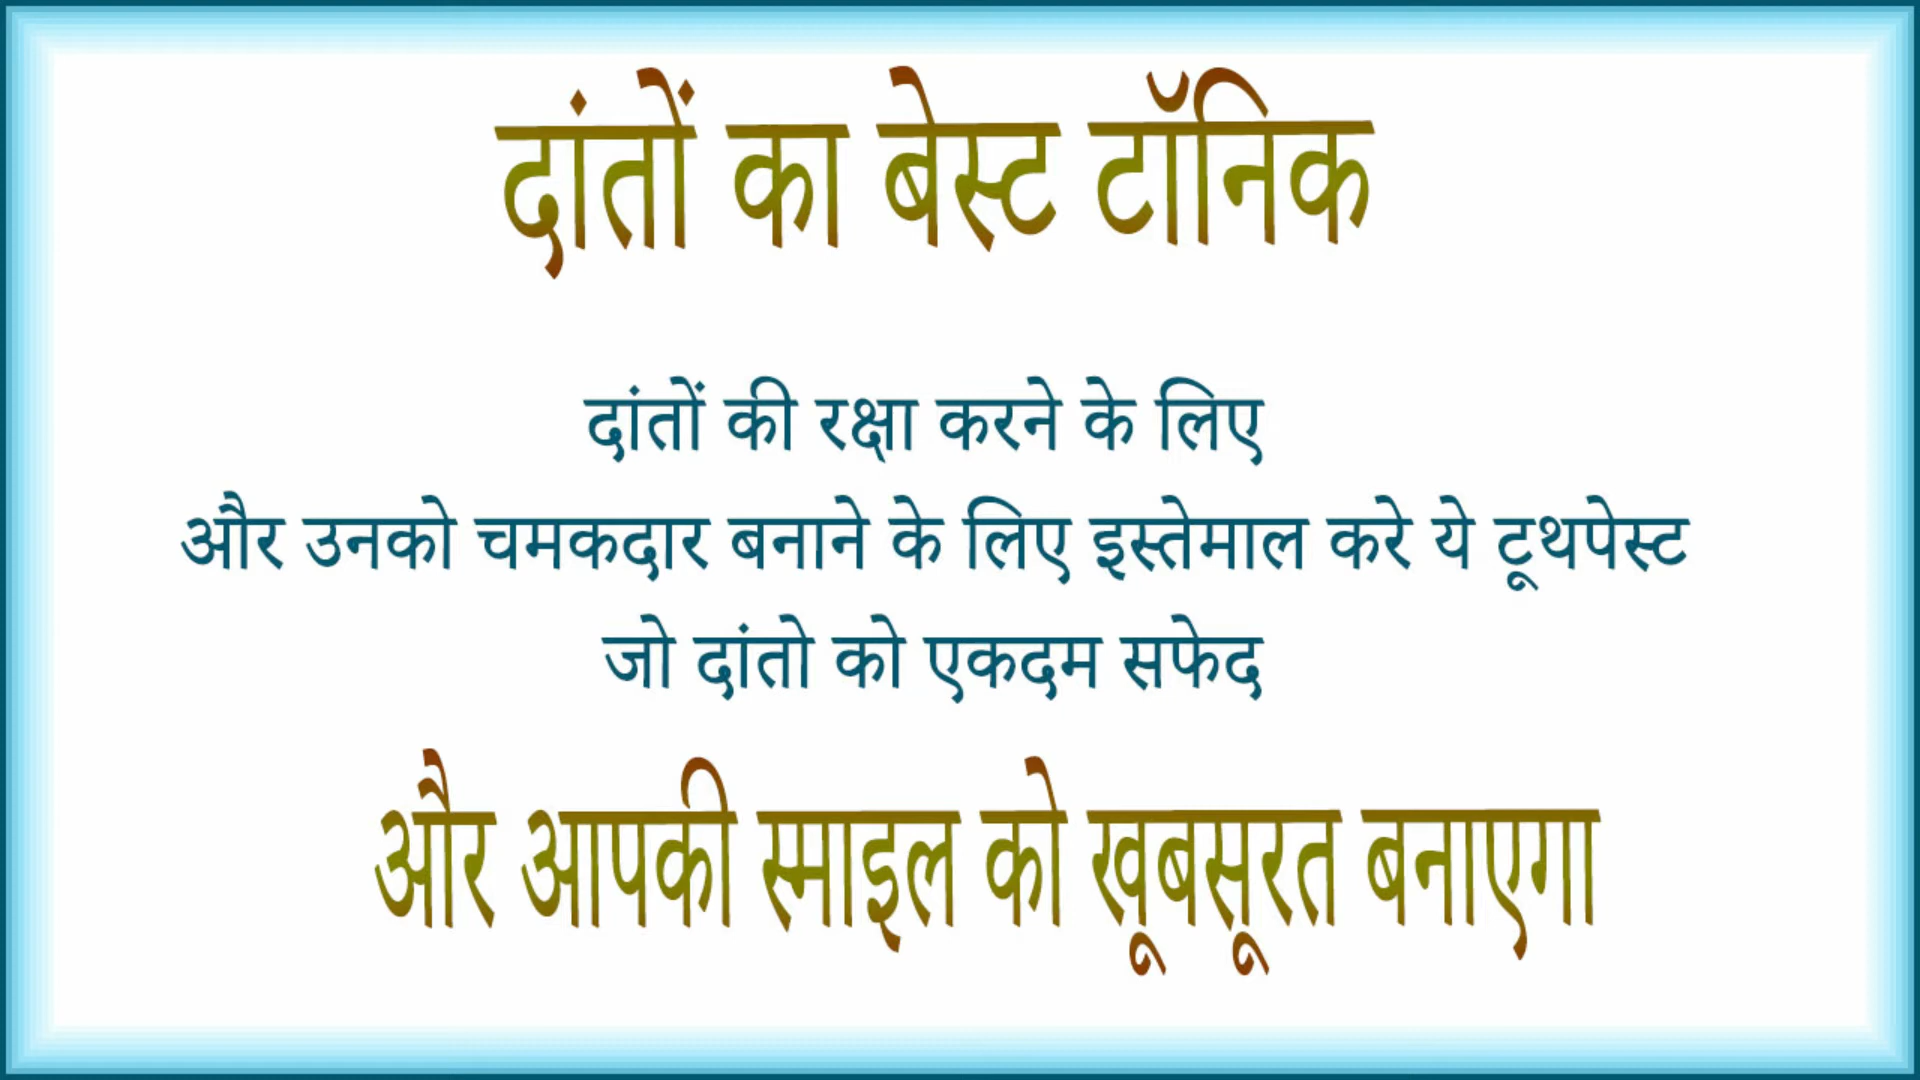 दांतों का बेस्ट टॉनिक
दांतों की रक्षा करने के लिए
और उनको चमकदार बनाने के लिए इस्तेमाल करे ये टूथपेस्ट
जो दांतो को एकदम सफेद
और आपकी स्माइल को खूबसूरत बनाएगा